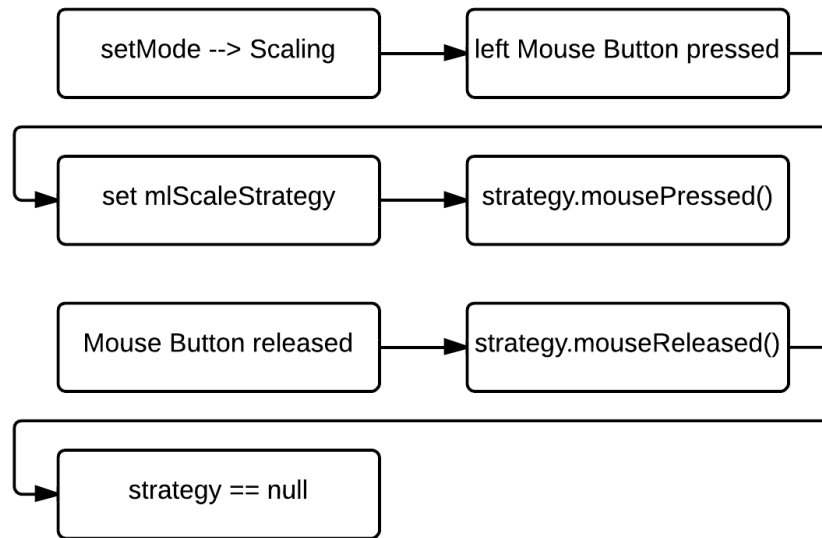 setMode --> Scaling
left Mouse Button pressed
set mlScaleStrategy
strategy.mousePressed()
Mouse Button released
strategy.mouseReleased()
strategy == null